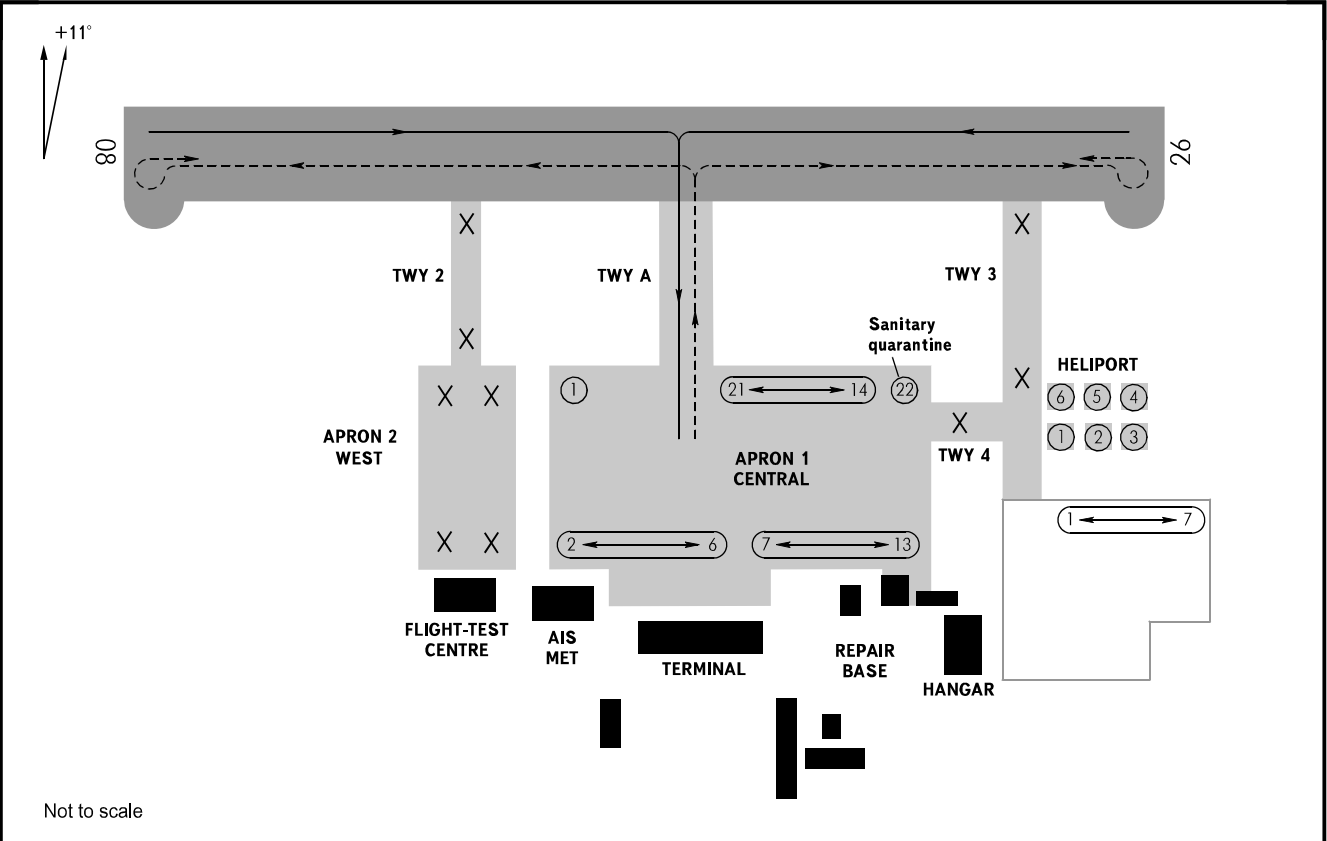 +11°
08
26
TWY 2
TWY A
TWY 3
Sanitary
quarantine
HELIPORT
1
21
14
22
6
5
4
1
2
3
APRON 2
WEST
APRON 1
CENTRAL
TWY 4
1
7
2
6
7
13
FLIGHT-TEST
CENTRE
AIS
MET
TERMINAL
REPAIR
BASE
HANGAR
Not to scale